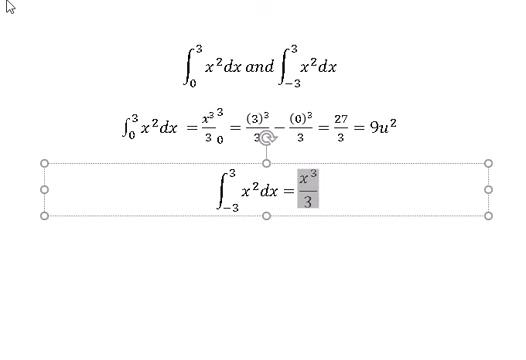 ∫₀³ x²dx and ∫₋₃³ x²dx
∫₀³ x²dx = x³/3 ³₀ = (3)³/3 − (0)³/3 = 27/3 = 9u²
∫₋₃³ x²dx = x³/3